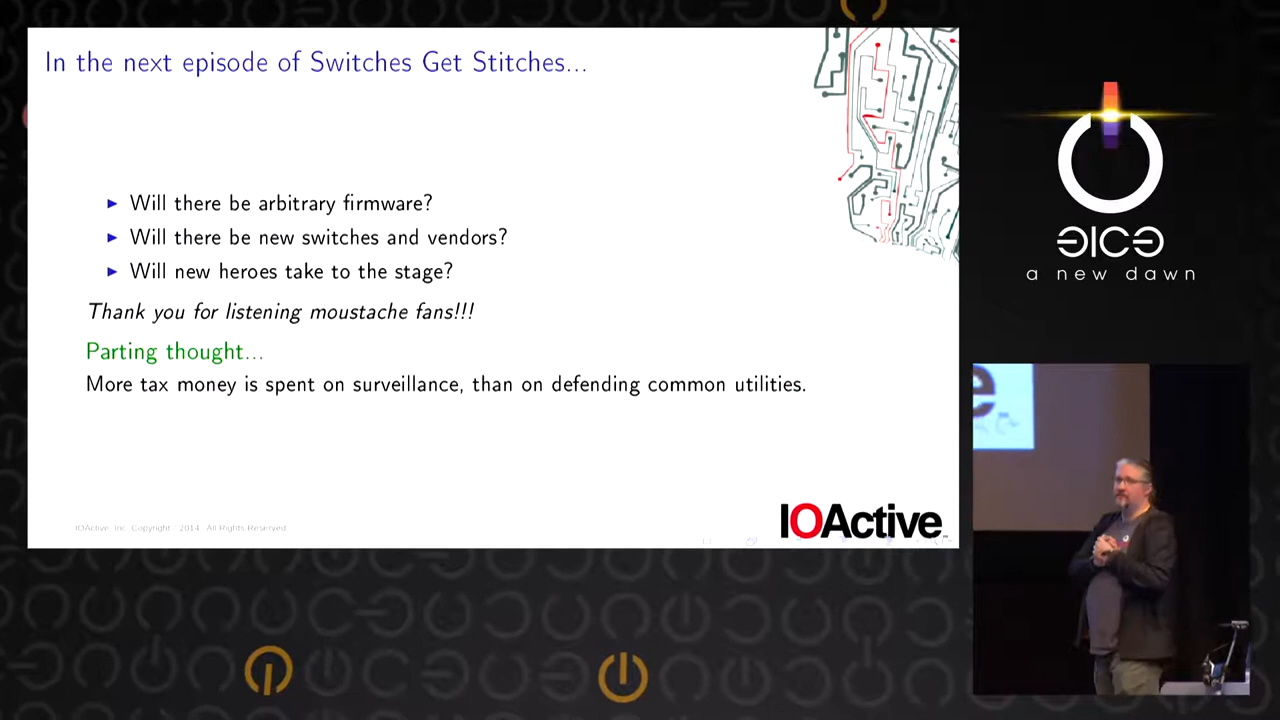 In the next episode of Switches Get Stitches...
Will there be arbitrary firmware?
Will there be new switches and vendors?
Will new heroes take to the stage?
Thank you for listening moustache fans!!!
Parting thought...
More tax money is spent on surveillance, than on defending common utilities.
IOActive, Inc. Copyright 2014. All Rights Reserved.
IOActive
a new dawn